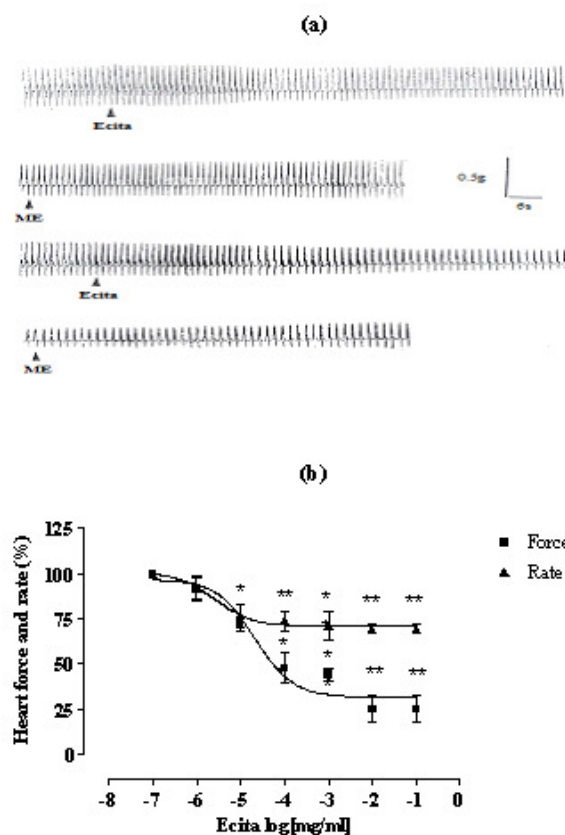 (a)
Ecita
ME
0.5g
6s
Ecita
ME
(b)
Heart force and rate (%)
125
100
75
50
25
0
* ** * ** **
* * ** **
*
Force
Rate
-8 -7 -6 -5 -4 -3 -2 -1 0
Ecita log[mg/ml]